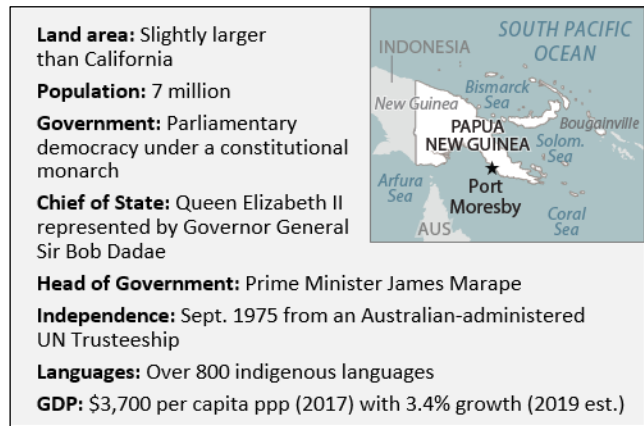 Land area: Slightly larger
than California
Population: 7 million
Government: Parliamentary
democracy under a constitutional
monarch
Chief of State: Queen Elizabeth II
represented by Governor General
Sir Bob Dadae
Head of Government: Prime Minister James Marape
Independence: Sept. 1975 from an Australian-administered
UN Trusteeship
Languages: Over 800 indigenous languages
GDP: $3,700 per capita ppp (2017) with 3.4% growth (2019 est.)
SOUTH PACIFIC
OCEAN
INDONESIA
Bismarck
Sea
New Guinea
Bougainville
PAPUA
NEW GUINEA
Solom.
Sea
Arfura
Sea
Port
Moresby
Coral
Sea
AUS